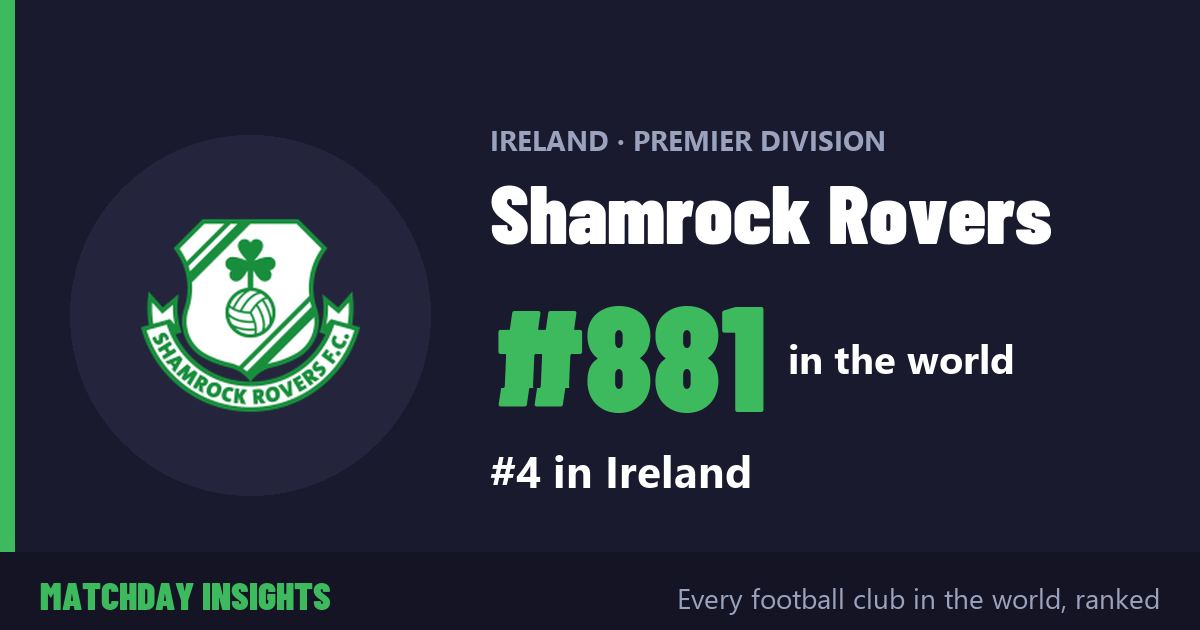 IRELAND · PREMIER DIVISION
Shamrock Rovers
#881 in the world
#4 in Ireland
SHAMROCK ROVERS F.C.
MATCHDAY INSIGHTS
Every football club in the world, ranked